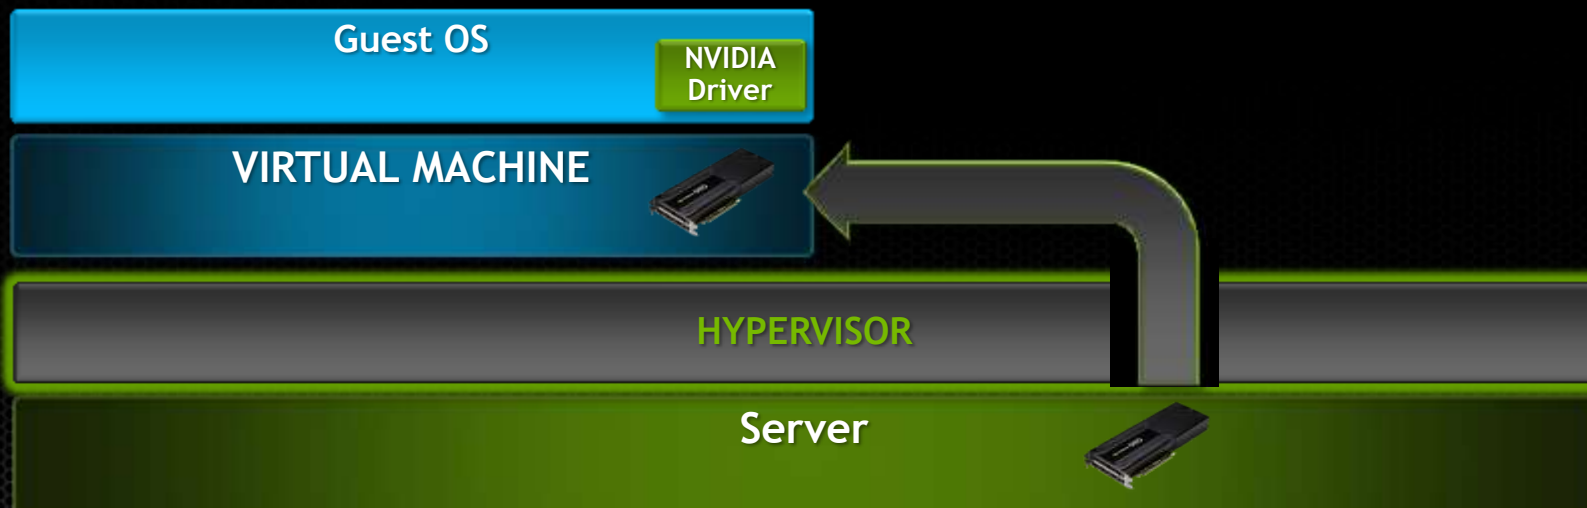 Guest OS
NVIDIA
Driver
VIRTUAL MACHINE
HYPERVISOR
Server